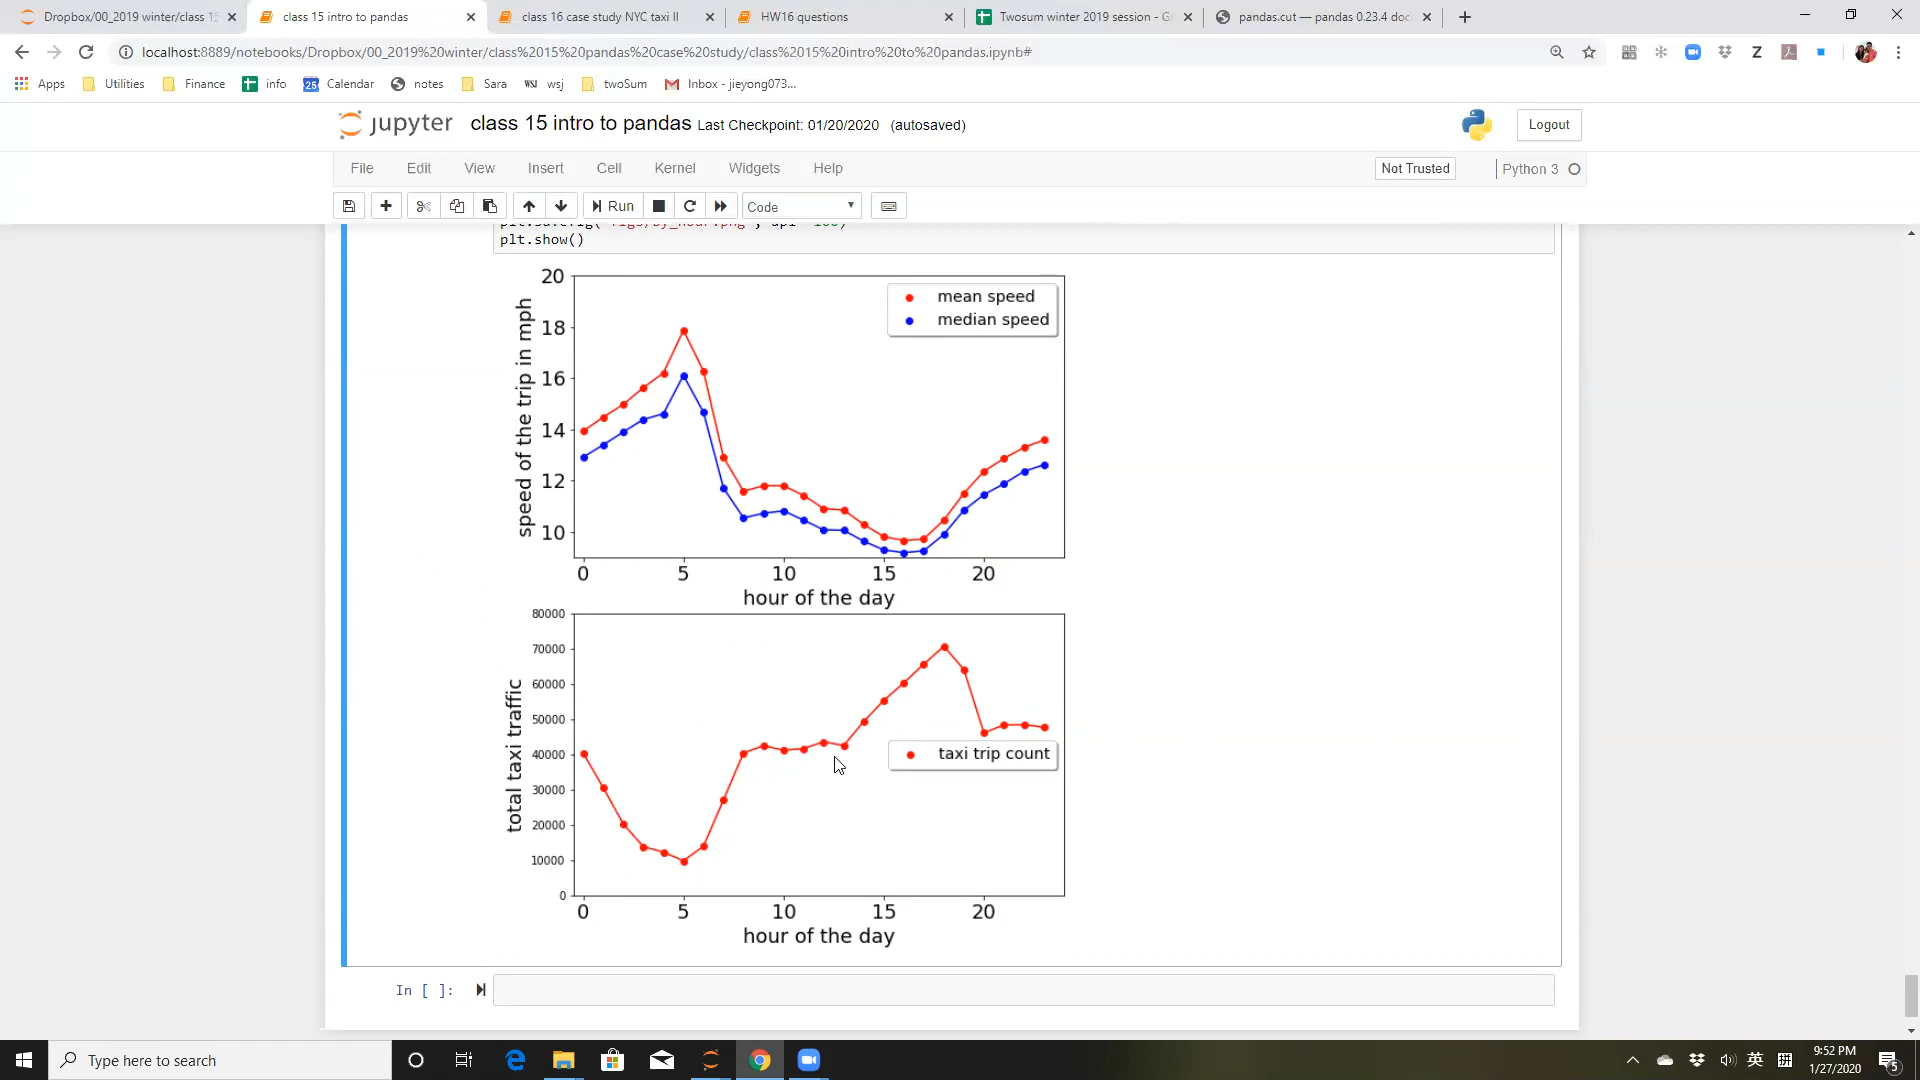 Dropbox/00_2019 winter/class 15
class 15 intro to pandas
class 16 case study NYC taxi II
HW16 questions
Twosum winter 2019 session - G
pandas.cut — pandas 0.23.4 doc
localhost:8889/notebooks/Dropbox/00_2019%20winter/class%2015%20pandas%20case%20study/class%2015%20intro%20to%20pandas.ipynb#
Apps
Utilities
Finance
info
25
Calendar
notes
Sara
WSJ
wsj
twoSum
Inbox - jieyong073...
jupyter
class 15 intro to pandas Last Checkpoint: 01/20/2020 (autosaved)
Logout
File
Edit
View
Insert
Cell
Kernel
Widgets
Help
Not Trusted
Python 3
Run
Code
plt.show()
20
18
16
14
12
10
speed of the trip in mph
mean speed
median speed
0
5
10
15
20
hour of the day
80000
70000
60000
50000
40000
30000
20000
10000
0
total taxi traffic
taxi trip count
0
5
10
15
20
hour of the day
In [ ]:
Type here to search
英
拼
9:52 PM
1/27/2020
5